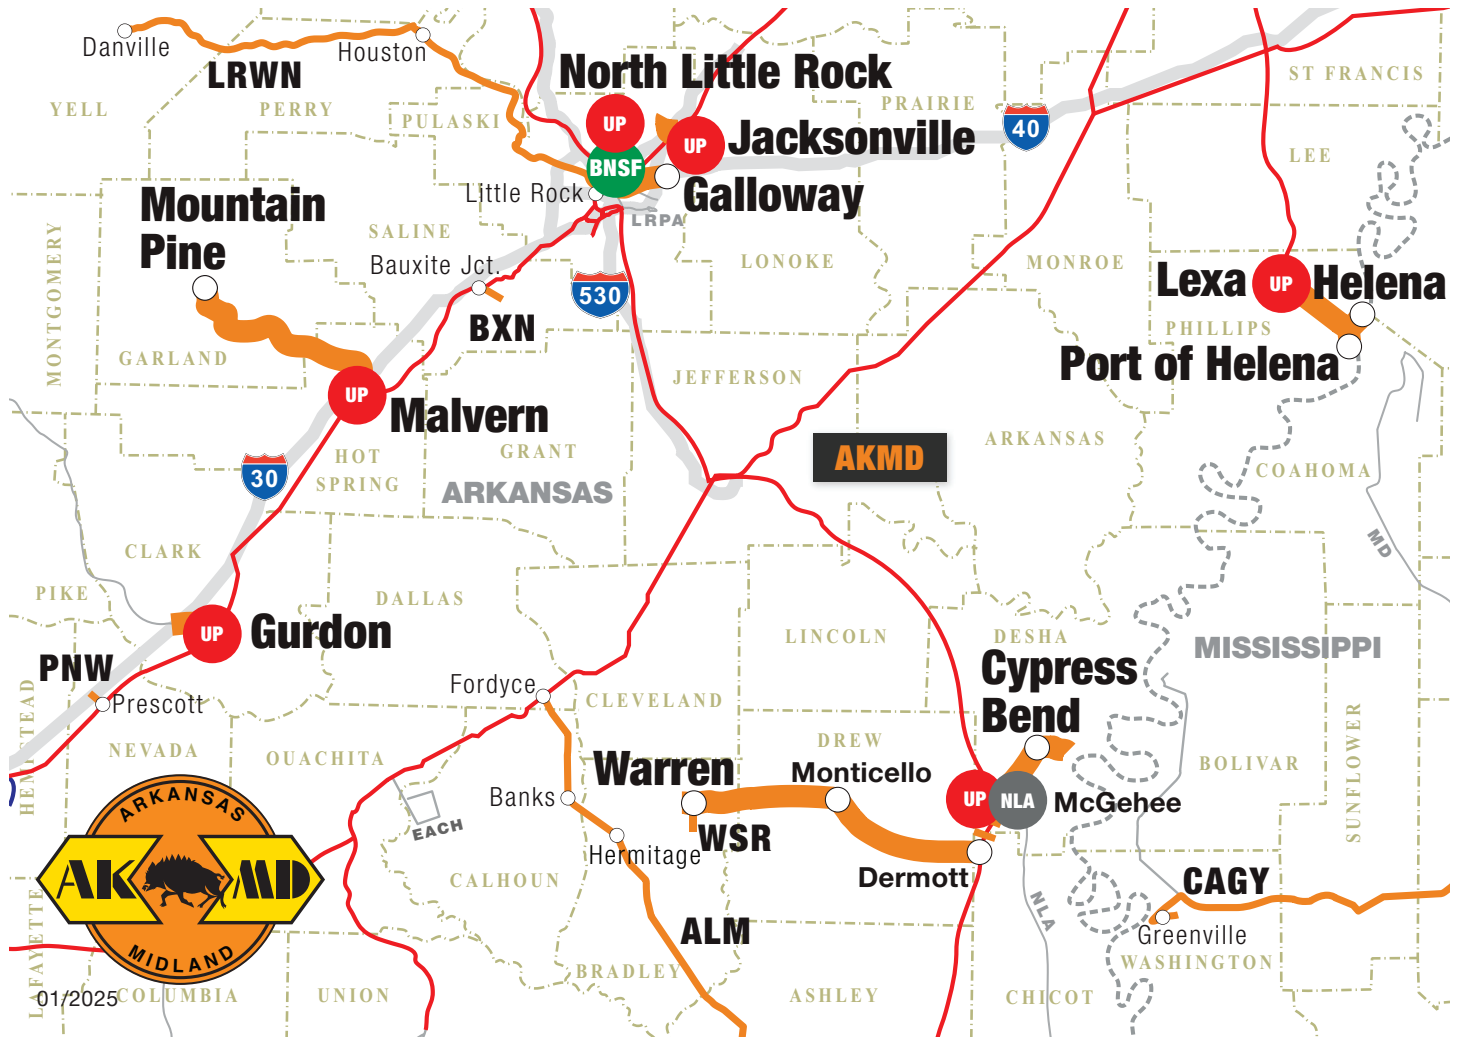 Danville
Houston
LRWN
YELL
PERRY
PULASKI
North Little Rock
ST FRANCIS
PRAIRIE
UP
UP
Jacksonville
40
BNSF
LEE
Little Rock
Galloway
LRPA
Mountain
Pine
SALINE
Bauxite Jct.
LONOKE
MONROE
MONTGOMERY
Lexa
UP
Helena
530
BXN
PHILLIPS
GARLAND
Port of Helena
JEFFERSON
UP
Malvern
ARKANSAS
GRANT
HOT
SPRING
AKMD
30
ARKANSAS
COAHOMA
MD
CLARK
PIKE
DALLAS
UP
Gurdon
LINCOLN
DESHA
MISSISSIPPI
PNW
Prescott
Fordyce
CLEVELAND
Cypress
Bend
HEMPSTEAD
NEVADA
OUACHITA
DREW
BOLIVAR
SUNFLOWER
Warren
Monticello
Banks
UP
NLA
McGehee
EACH
WSR
Hermitage
Dermott
ARKANSAS
AK MD
MIDLAND
CALHOUN
CAGY
NLA
Greenville
ALM
WASHINGTON
BRADLEY
LAFAYETTE
01/2025
COLUMBIA
UNION
ASHLEY
CHICOT